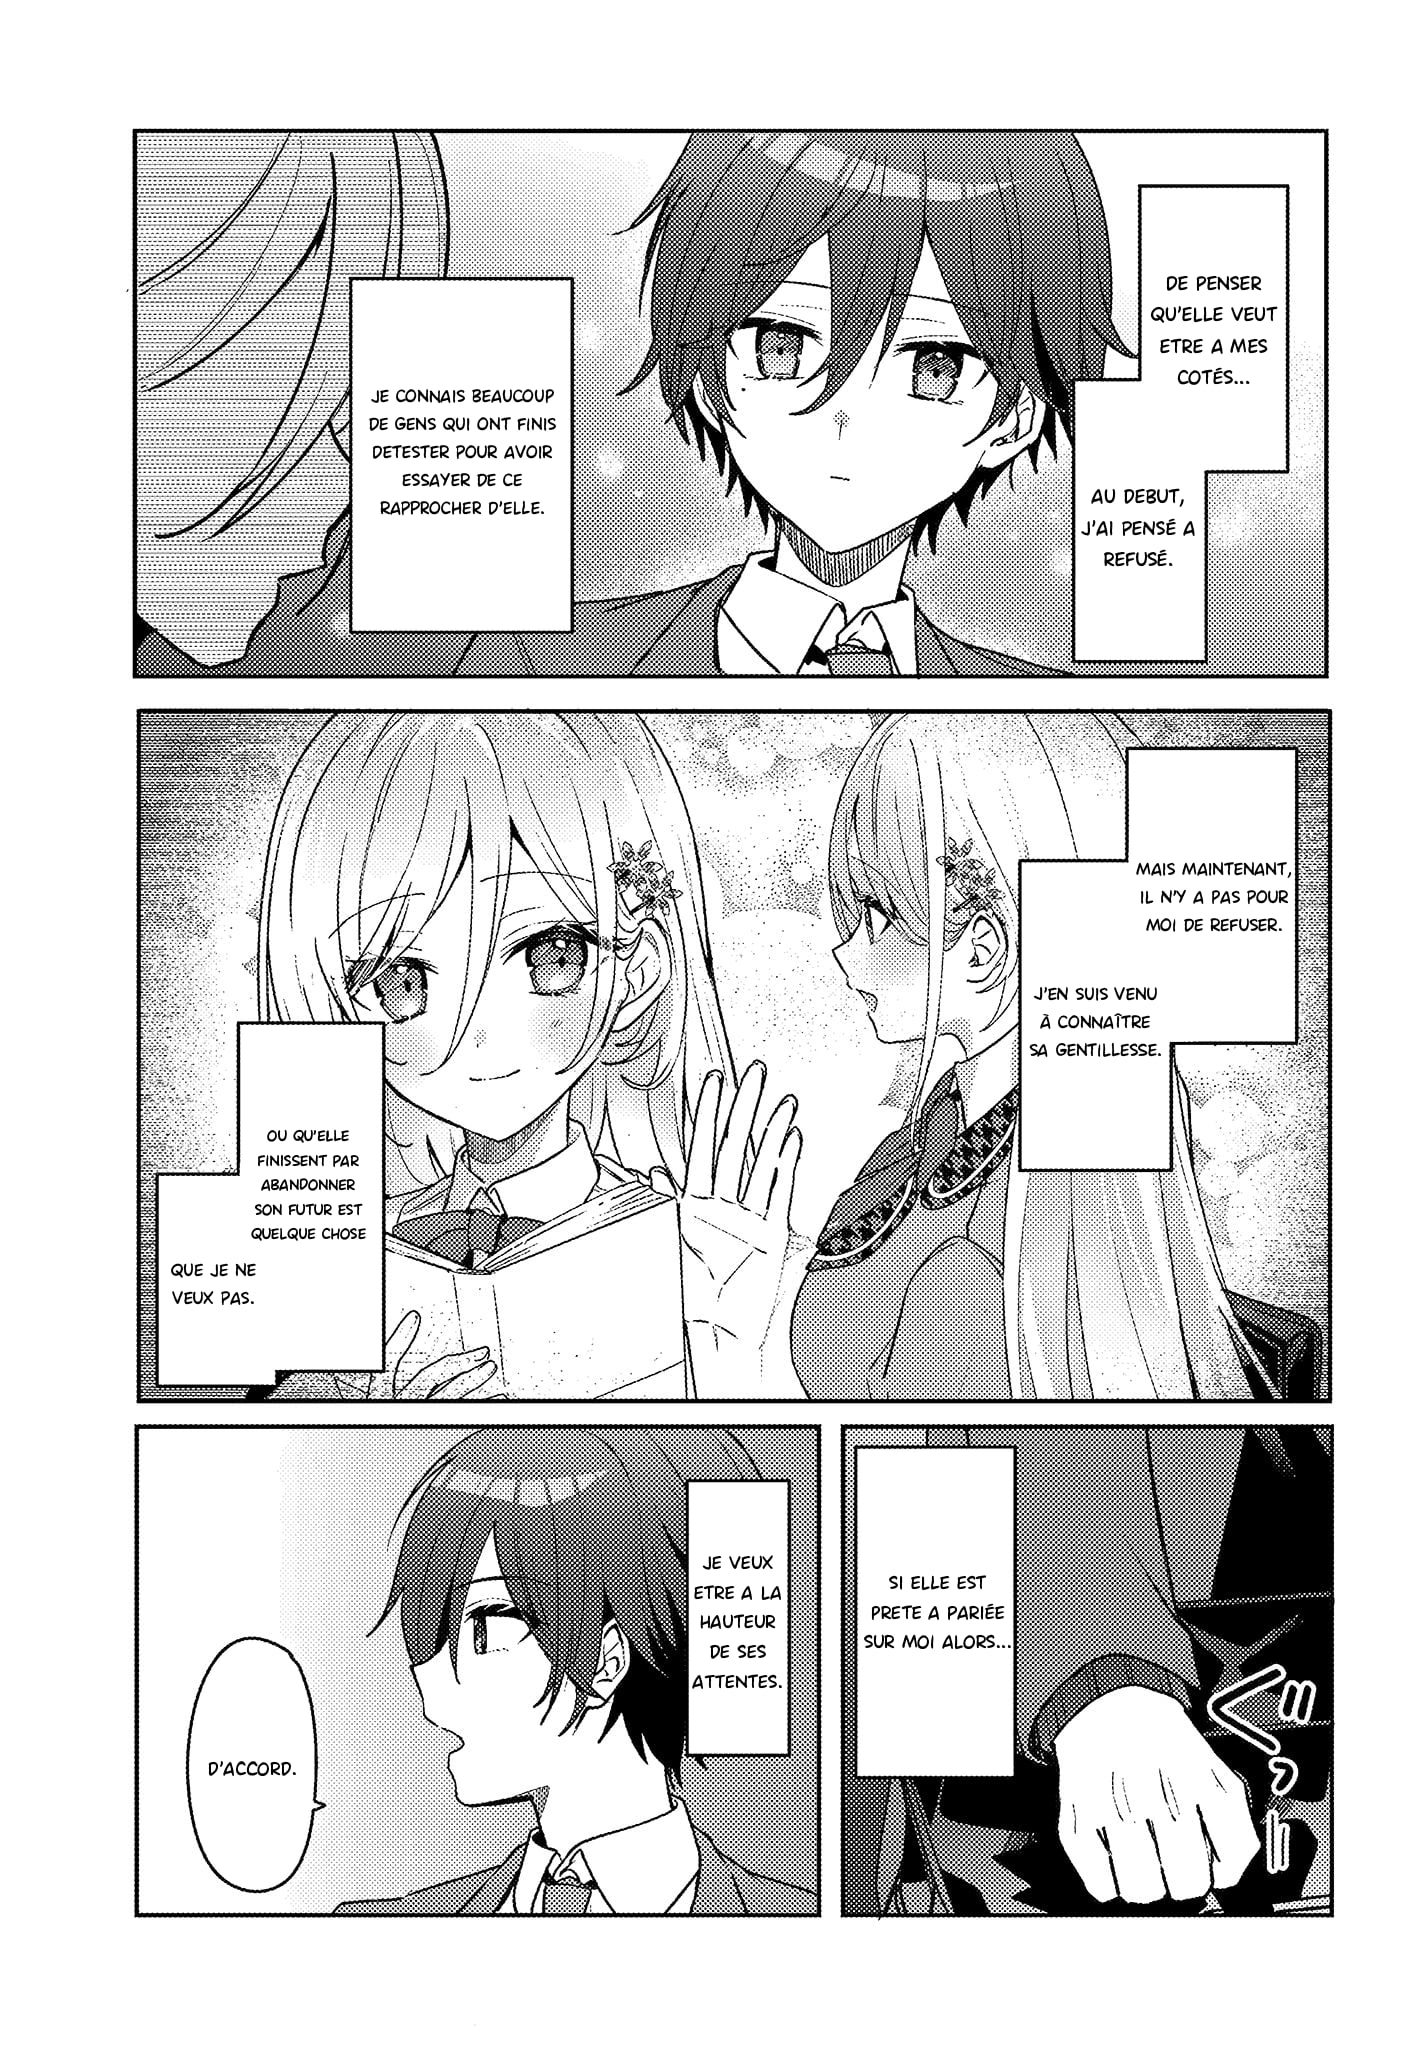 DE PENSER
QU'ELLE VEUT
ETRE A MES
COTÉS...
AU DEBUT,
J'AI PENSÉ A
REFUSÉ.
JE CONNAIS BEAUCOUP
DE GENS QUI ONT FINIS
DETESTER POUR AVOIR
ESSAYER DE CE
RAPPROCHER D'ELLE.
MAIS MAINTENANT,
IL N'Y A PAS POUR
MOI DE REFUSER.
J'EN SUIS VENU
À CONNAÎTRE
SA GENTILLESSE.
OU QU'ELLE
FINISSENT PAR
ABANDONNER
SON FUTUR EST
QUELQUE CHOSE
QUE JE NE
VEUX PAS.
SI ELLE EST
PRETE A PARIÉE
SUR MOI ALORS...
ぐっ
JE VEUX
ETRE A LA
HAUTEUR
DE SES
ATTENTES.
D'ACCORD.